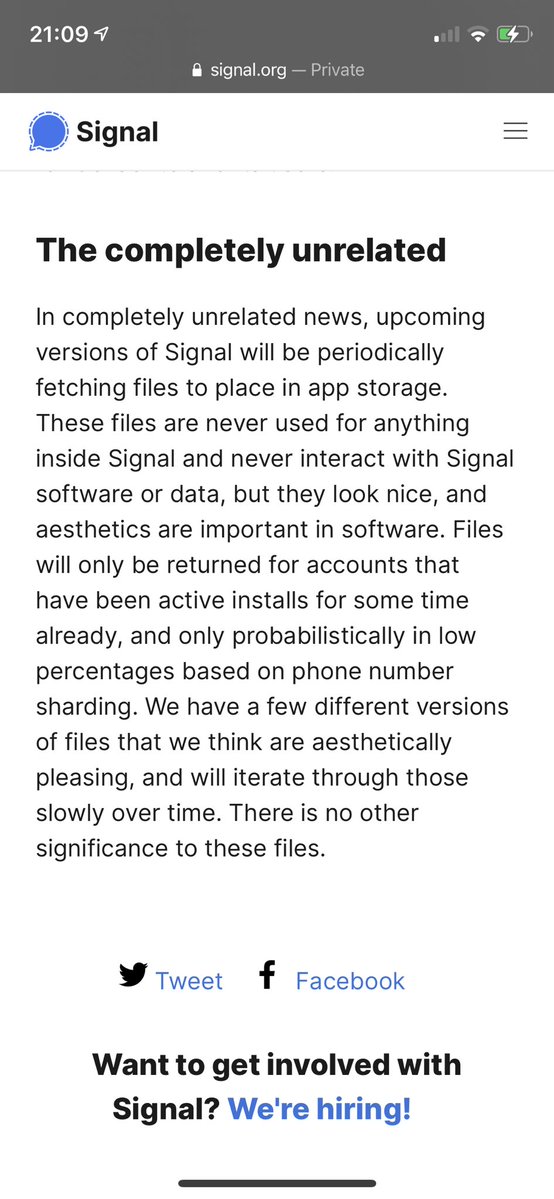 21:09
signal.org — Private
Signal
The completely unrelated
In completely unrelated news, upcoming
versions of Signal will be periodically
fetching files to place in app storage.
These files are never used for anything
inside Signal and never interact with Signal
software or data, but they look nice, and
aesthetics are important in software. Files
will only be returned for accounts that
have been active installs for some time
already, and only probabilistically in low
percentages based on phone number
sharding. We have a few different versions
of files that we think are aesthetically
pleasing, and will iterate through those
slowly over time. There is no other
significance to these files.
Tweet Facebook
Want to get involved with
Signal? We're hiring!